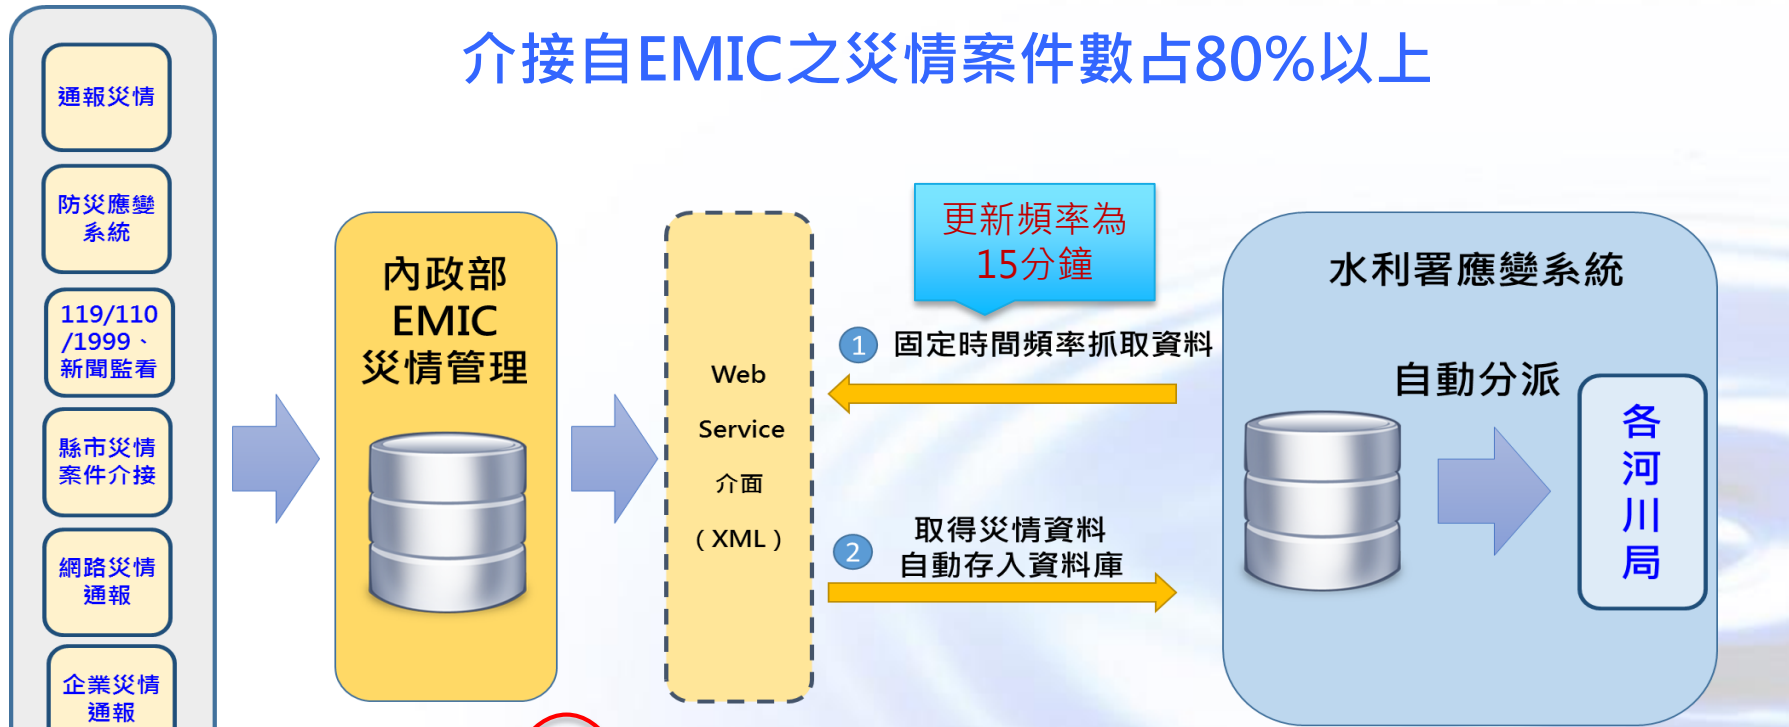 介接自EMIC之災情案件數占80%以上
通報災情
防災應變
系統
119/110
/1999、
新聞監看
縣市災情
案件介接
網路災情
通報
企業災情
通報
內政部
EMIC
災情管理
Web
Service
介面
（XML）
更新頻率為
15分鐘
1 固定時間頻率抓取資料
2 取得災情資料
自動存入資料庫
水利署應變系統
自動分派
各
河
川
局